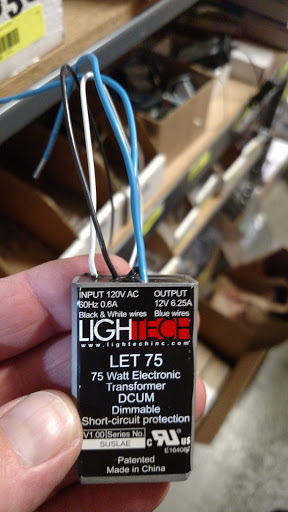 INPUT 120V AC OUTPUT
60Hz 0.6A 12V 6.25A
Black & White wires Blue wires
LIGHTECH
www.lightechinc.com
LET 75
75 Watt Electronic
Transformer
DCUM
Dimmable
Short-circuit protection
V1.00 Series No.
SUSLAE
C RU US
Patented
Made in China